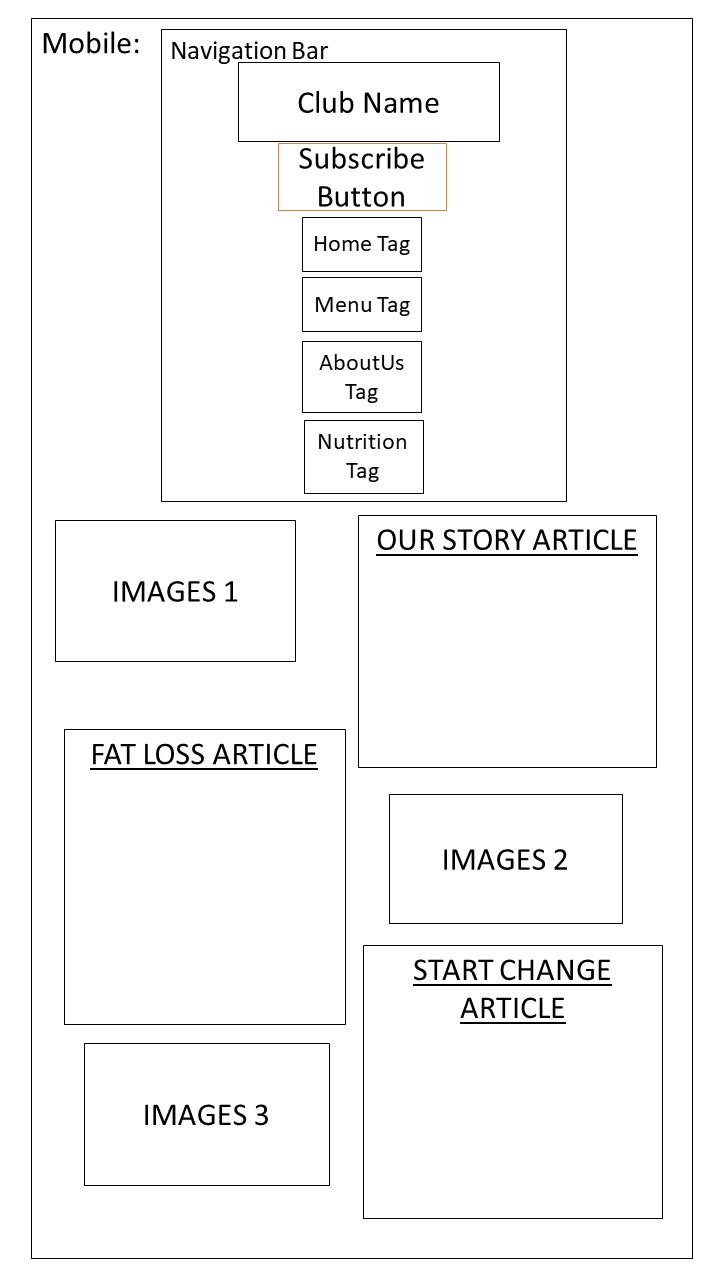 Mobile:
Navigation Bar
Club Name
Subscribe
Button
Home Tag
Menu Tag
AboutUs
Tag
Nutrition
Tag
IMAGES 1
OUR STORY ARTICLE
FAT LOSS ARTICLE
IMAGES 2
START CHANGE
ARTICLE
IMAGES 3